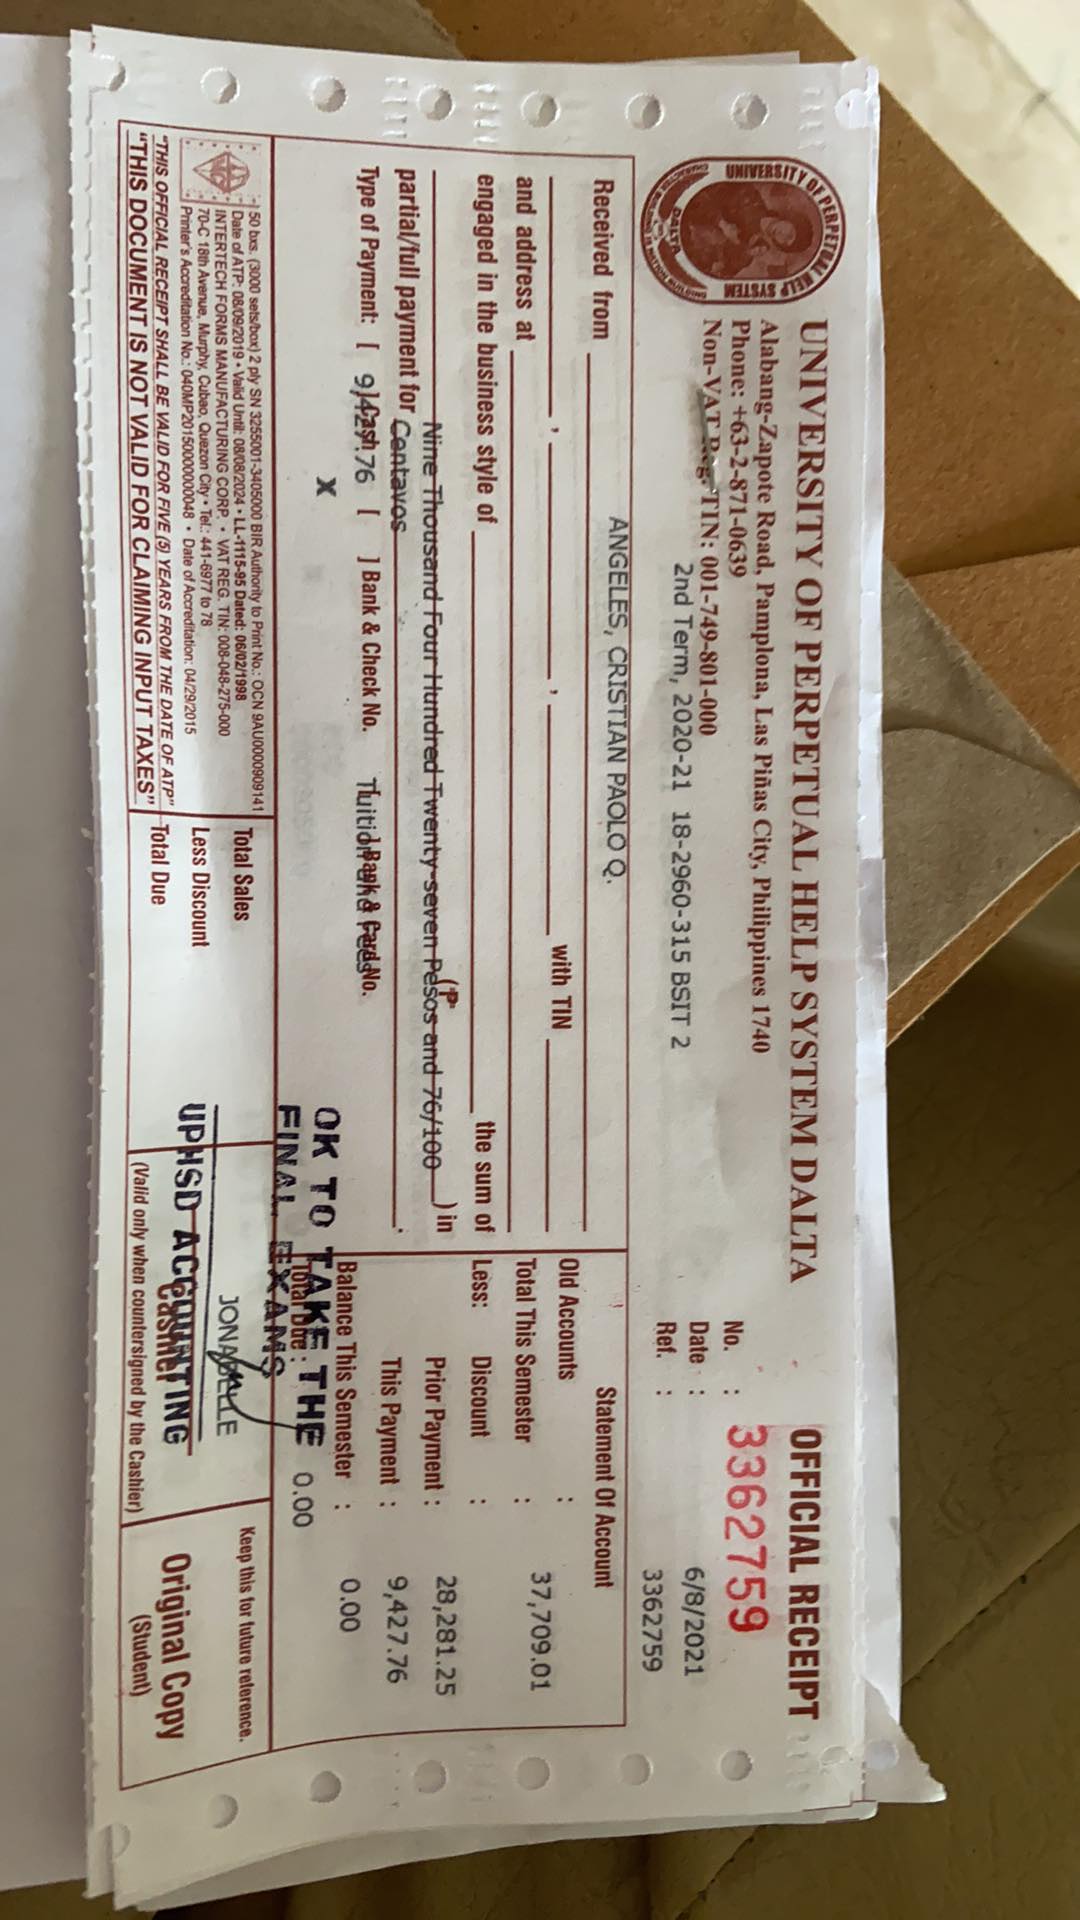 UNIVERSITY OF PERPETUAL HELP SYSTEM DALTA
Alabang-Zapote Road, Pamplona, Las Piñas City, Philippines 1740
Phone: +63-2-871-0639
Non-VAT Reg. TIN: 001-749-801-000
2nd Term, 2020-21 18-2960-315 BSIT 2
UNIVERSITY OF PERPETUAL HELP SYSTEM
DALTA
OFFICIAL RECEIPT
No. : 3362759
Date : 6/8/2021
Ref. : 3362759
Received from ANGELES, CRISTIAN PAOLO Q.
, , with TIN
and address at
engaged in the business style of the sum of
Nine Thousand Four Hundred Twenty-seven Pesos and 76/100 (₱ ) in
partial/full payment for Centavos .
Type of Payment: [ ] Cash 9,427.76 [ ] Bank & Check No. [ ] Bank & Card No. Tuition and Fees
X
Statement Of Account
Old Accounts :
37,709.01
Total This Semester :
Less: Discount :
Prior Payment : 28,281.25
This Payment : 9,427.76
Balance This Semester : 0.00
Total Due : 0.00
OK TO TAKE THE
FINAL EXAMS
JONABELLE
UPHSD ACCOUNTING
Cashier
(Valid only when countersigned by the Cashier)
50 bxs. (3000 sets/box) 2 ply SN 3255001-3405000 BIR Authority to Print No.: OCN 9AU0000909141
Date of ATP: 08/09/2019 • Valid Until: 08/08/2024 • LL-1115-95 Dated: 06/02/1998
INTERTECH FORMS MANUFACTURING CORP. • VAT REG. TIN: 008-048-275-000
70-C 18th Avenue, Murphy, Cubao, Quezon City • Tel.: 441-6977 to 78
Printer's Accreditation No.: 040MP20150000000048 • Date of Accreditation: 04/29/2015
"THIS OFFICIAL RECEIPT SHALL BE VALID FOR FIVE (5) YEARS FROM THE DATE OF ATP"
"THIS DOCUMENT IS NOT VALID FOR CLAIMING INPUT TAXES"
Total Sales
Less Discount
Total Due
Keep this for future reference.
Original Copy
(Student)